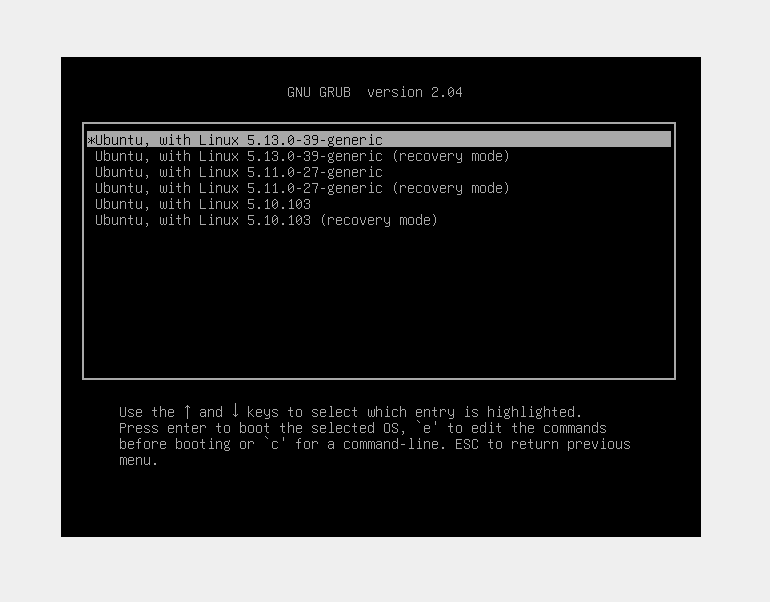 GNU GRUB  version 2.04
*Ubuntu, with Linux 5.13.0-39-generic
Ubuntu, with Linux 5.13.0-39-generic (recovery mode)
Ubuntu, with Linux 5.11.0-27-generic
Ubuntu, with Linux 5.11.0-27-generic (recovery mode)
Ubuntu, with Linux 5.10.103
Ubuntu, with Linux 5.10.103 (recovery mode)
Use the ↑ and ↓ keys to select which entry is highlighted.
Press enter to boot the selected OS, `e' to edit the commands
before booting or `c' for a command-line. ESC to return previous
menu.